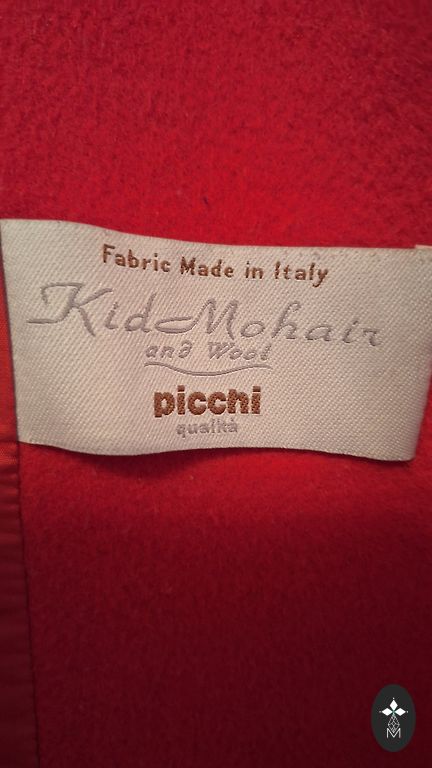 Fabric Made in Italy
Kid Mohair
and Wool
picchi
qualità
M